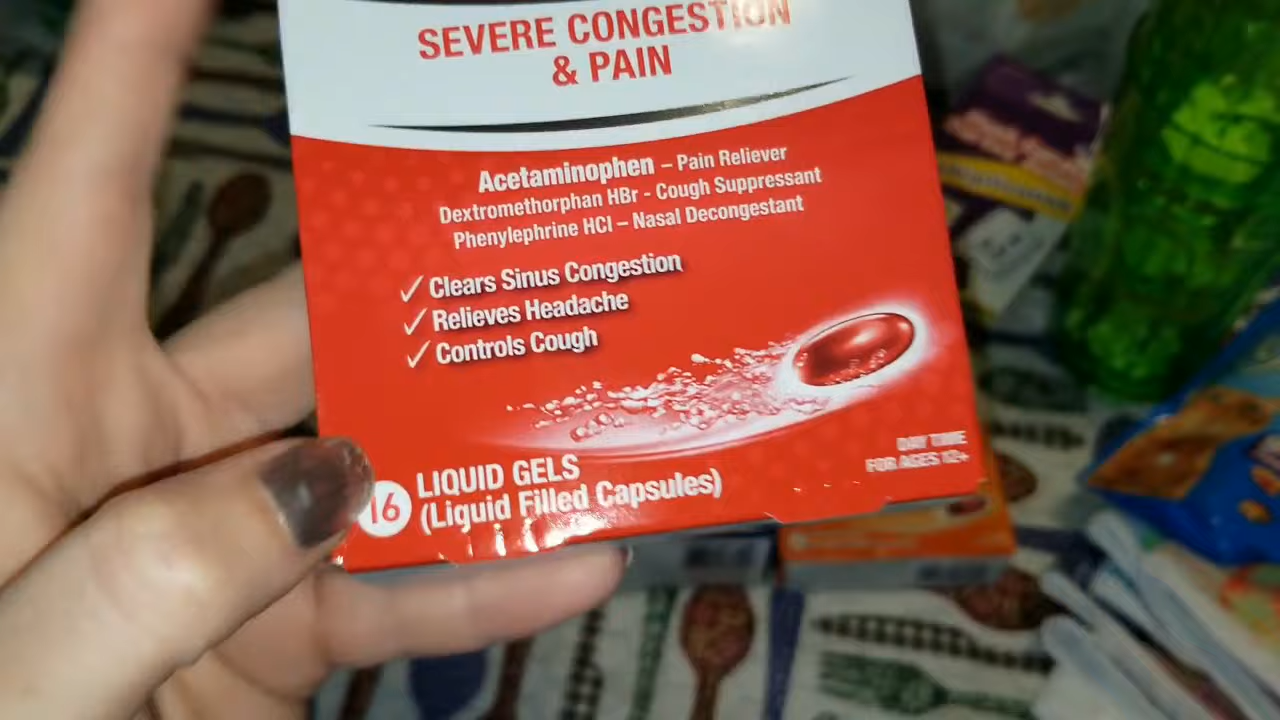 SEVERE CONGESTION
& PAIN
Acetaminophen – Pain Reliever
Dextromethorphan HBr - Cough Suppressant
Phenylephrine HCl – Nasal Decongestant
✓ Clears Sinus Congestion
✓ Relieves Headache
✓ Controls Cough
DAY TIME
FOR AGES 12+
16 LIQUID GELS
(Liquid Filled Capsules)